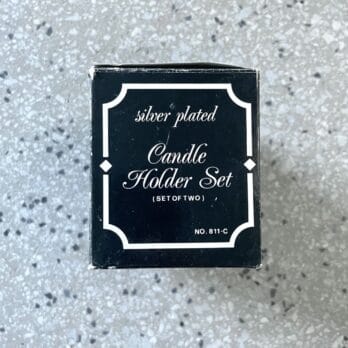 silver plated
Candle
Holder Set
(SET OF TWO)
NO. 811-C